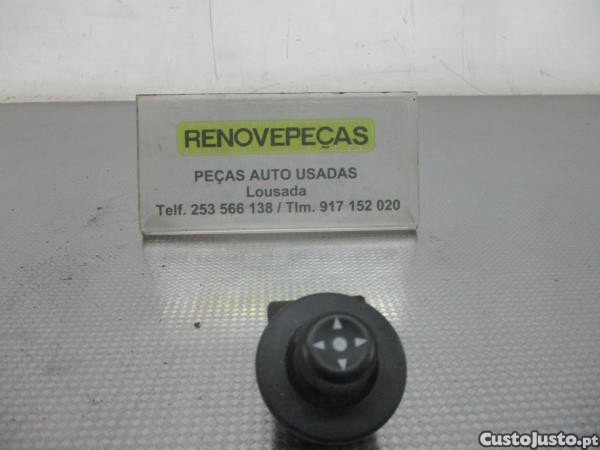 RENOVEPEÇAS
PEÇAS AUTO USADAS
Lousada
Telf. 253 566 138 / Tlm. 917 152 020
CustoJusto.pt